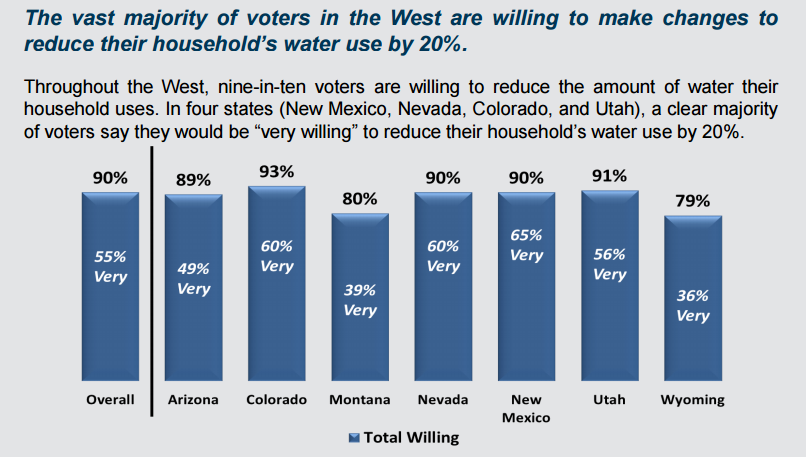 The vast majority of voters in the West are willing to make changes to
reduce their household's water use by 20%.
Throughout the West, nine-in-ten voters are willing to reduce the amount of water their
household uses. In four states (New Mexico, Nevada, Colorado, and Utah), a clear majority
of voters say they would be “very willing” to reduce their household's water use by 20%.
90% 89% 93% 80% 90% 90% 91% 79%
55% 49% 60% 39% 60% 65% 56% 36%
Very Very Very Very Very Very Very Very
Overall Arizona Colorado Montana Nevada New Utah Wyoming
Mexico
Total Willing